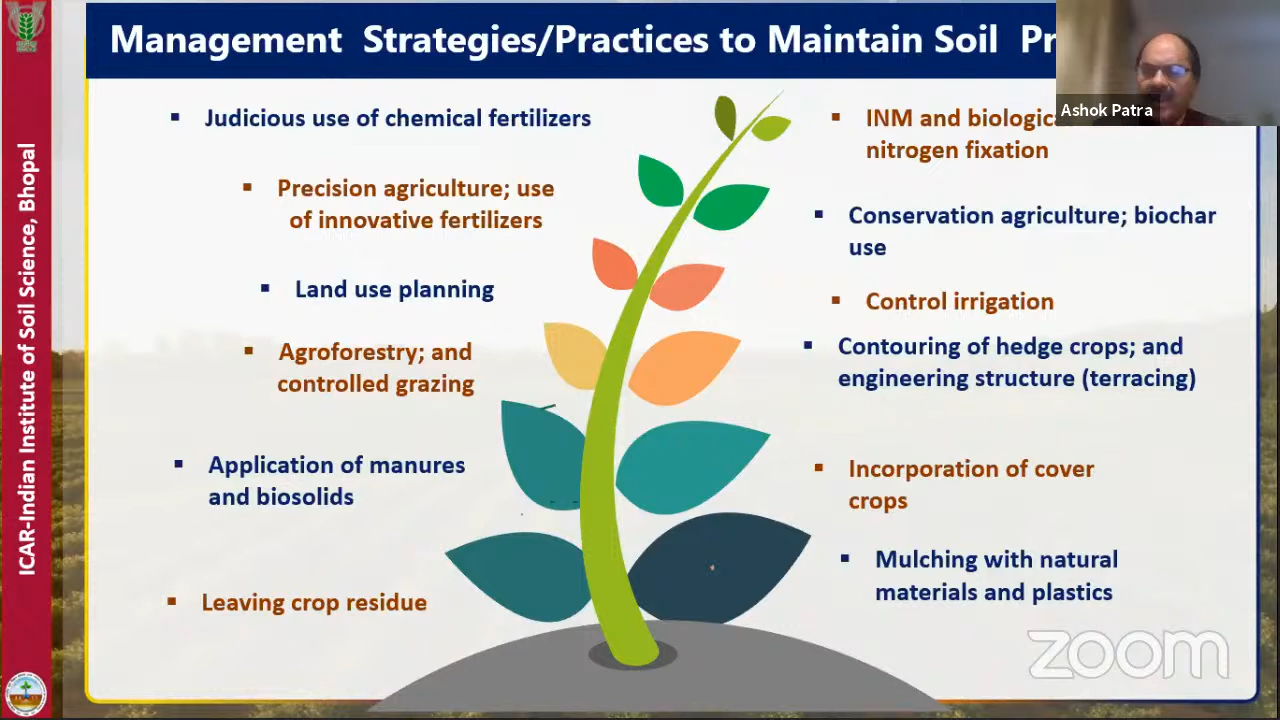 Management Strategies/Practices to Maintain Soil
Ashok Patra
ICAR-Indian Institute of Soil Science, Bhopal
Judicious use of chemical fertilizers
Precision agriculture; use
of innovative fertilizers
Land use planning
Agroforestry; and
controlled grazing
Application of manures
and biosolids
Leaving crop residue
INM and
nitrogen fixation
Conservation agriculture; biochar
use
Control irrigation
Contouring of hedge crops; and
engineering structure (terracing)
Incorporation of cover
crops
Mulching with natural
materials and plastics
zoom